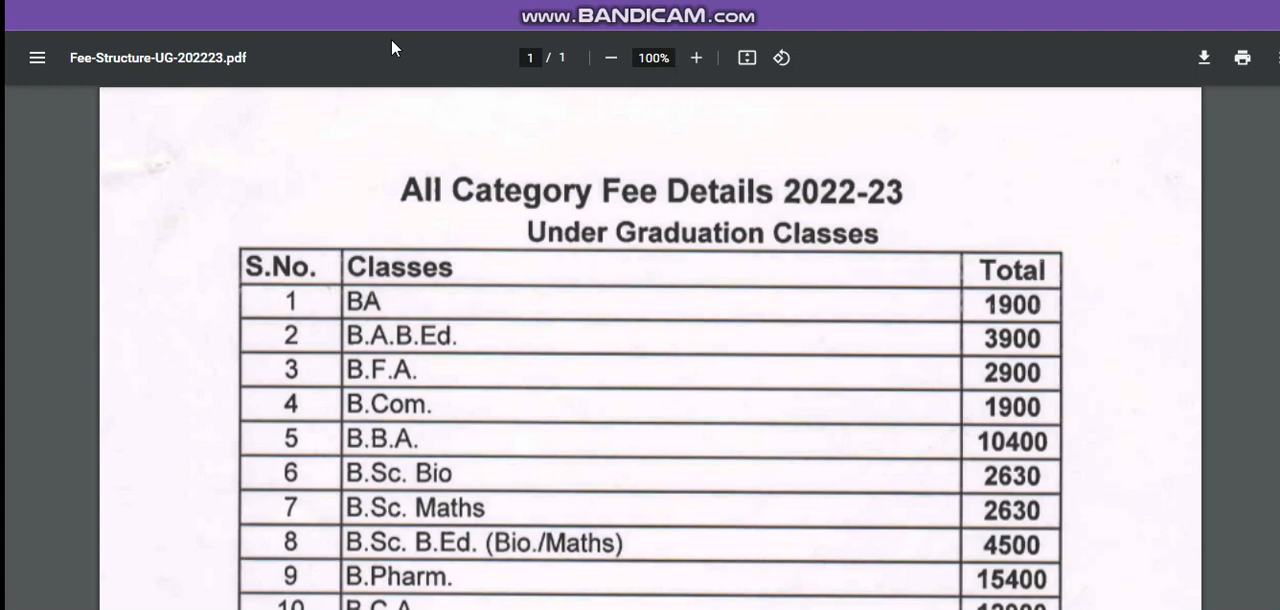 www.BANDICAM.com
Fee-Structure-UG-202223.pdf 1 / 1 100%
All Category Fee Details 2022-23
Under Graduation Classes
S.No. Classes Total
1 BA 1900
2 B.A.B.Ed. 3900
3 B.F.A. 2900
4 B.Com. 1900
5 B.B.A. 10400
6 B.Sc. Bio 2630
7 B.Sc. Maths 2630
8 B.Sc. B.Ed. (Bio./Maths) 4500
9 B.Pharm. 15400
10 B.C.A.